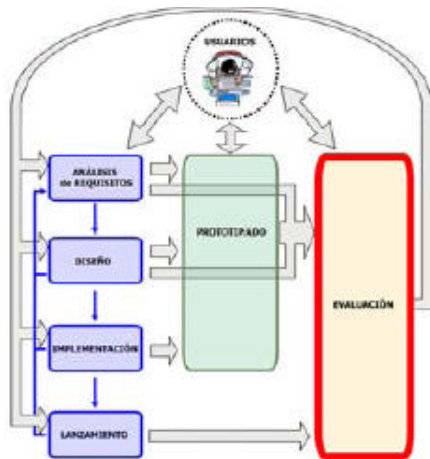 USUARIOS
ANÁLISIS
de REQUISITOS
PROTOTIPADO
DISEÑO
EVALUACIÓN
IMPLEMENTACIÓN
LANZAMIENTO